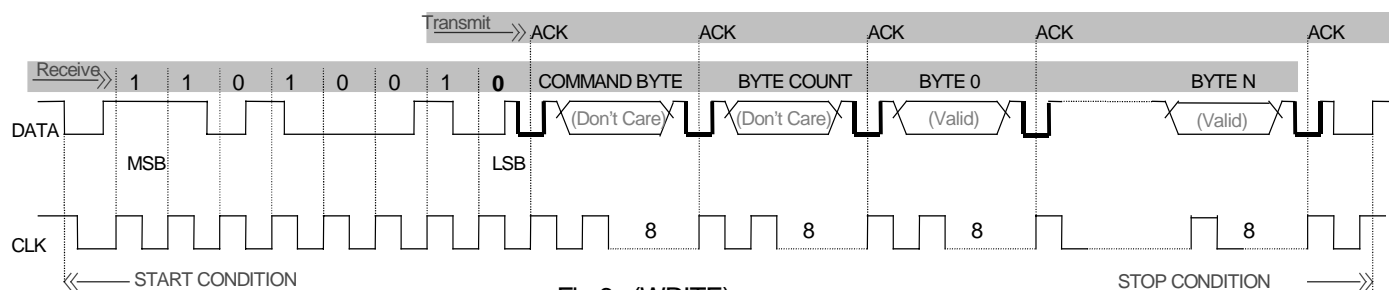 Transmit ACK ACK ACK ACK ACK
Receive 1 1 0 1 0 0 1 0 COMMAND BYTE BYTE COUNT BYTE 0 BYTE N
DATA (Don't Care) (Don't Care) (Valid) (Valid)
MSB LSB
CLK 8 8 8 8
START CONDITION STOP CONDITION